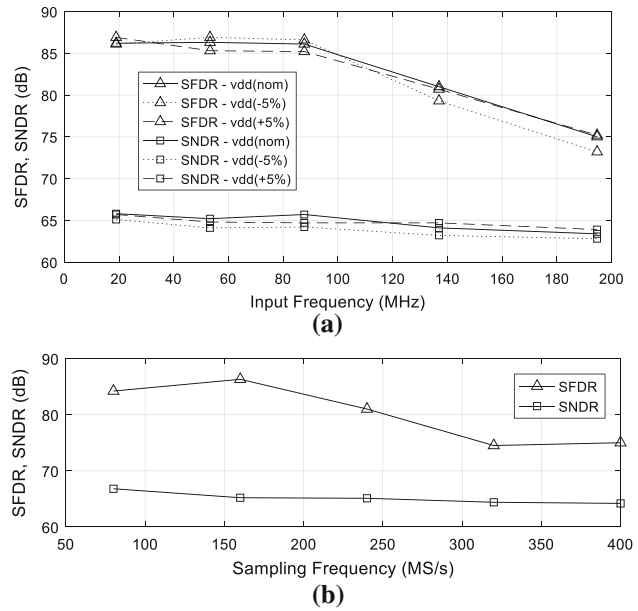 90
85
80
75
70
65
60
SFDR, SNDR (dB)
SFDR - vdd(nom)
SFDR - vdd(-5%)
SFDR - vdd(+5%)
SNDR - vdd(nom)
SNDR - vdd(-5%)
SNDR - vdd(+5%)
0 20 40 60 80 100 120 140 160 180 200
Input Frequency (MHz)
(a)
90
80
70
60
SFDR, SNDR (dB)
SFDR
SNDR
50 100 150 200 250 300 350 400
Sampling Frequency (MS/s)
(b)